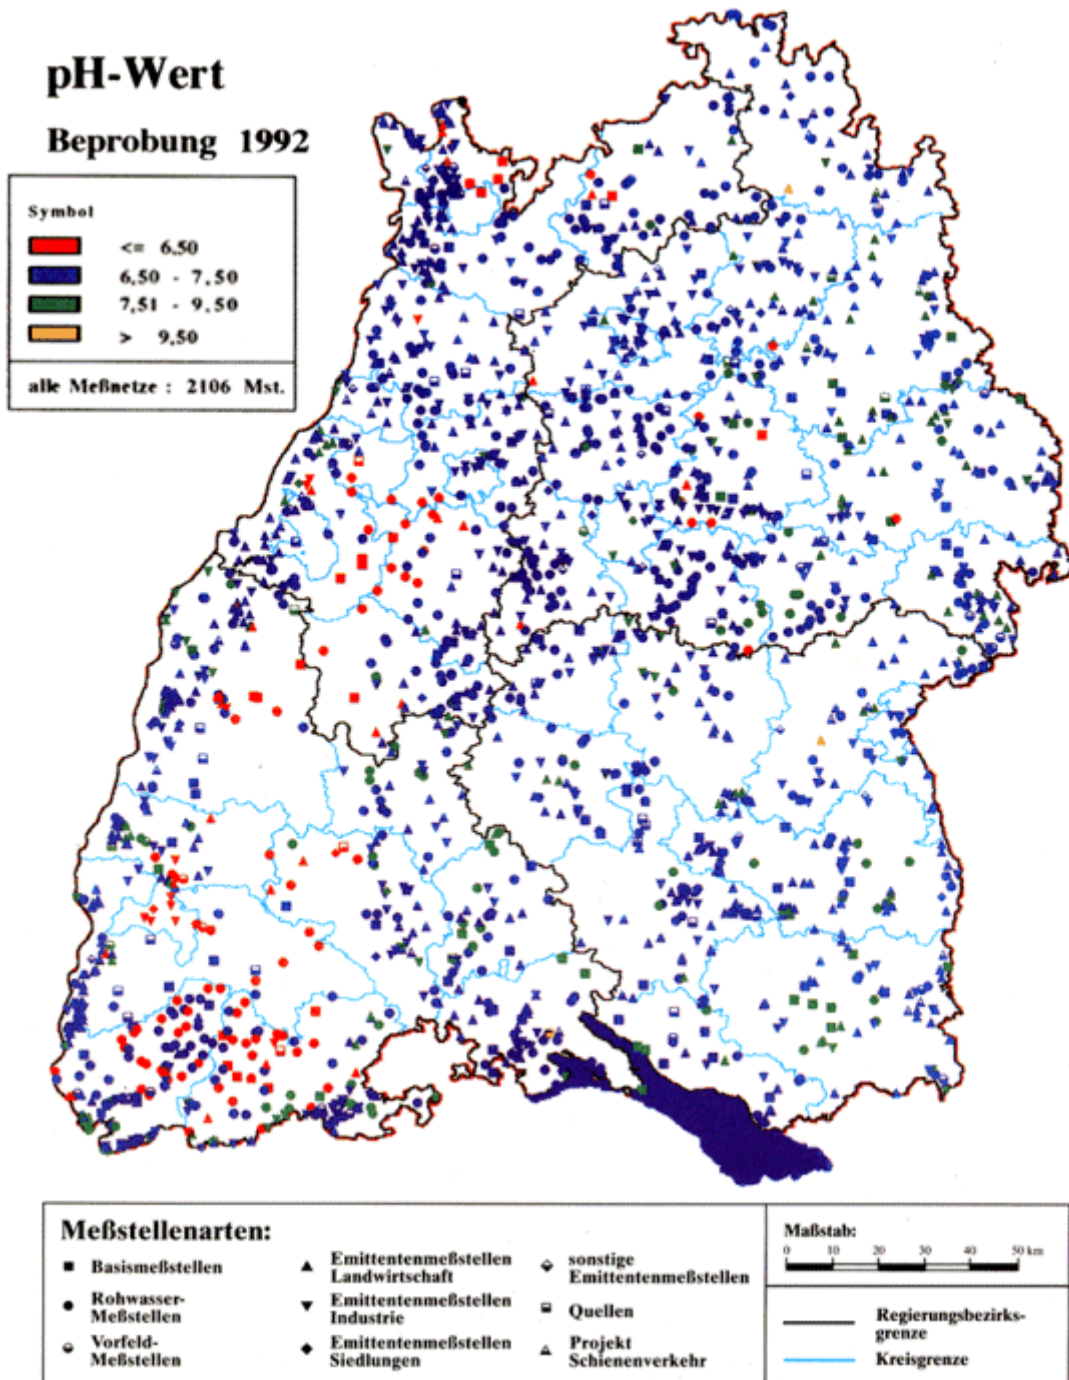 pH-Wert
Beprobung 1992
Symbol
<= 6,50
6,50 - 7,50
7,51 - 9,50
> 9,50
alle Meßnetze : 2106 Mst.
Meßstellenarten:
Basismeßstellen
Rohwasser-
Meßstellen
Vorfeld-
Meßstellen
Emittentenmeßstellen
Landwirtschaft
Emittentenmeßstellen
Industrie
Emittentenmeßstellen
Siedlungen
sonstige
Emittentenmeßstellen
Quellen
Projekt
Schienenverkehr
Maßstab:
0 10 20 30 40 50 km
Regierungsbezirks-
grenze
Kreisgrenze